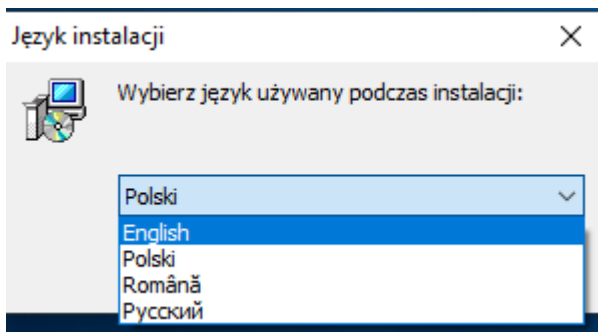 Język instalacji
Wybierz język używany podczas instalacji:
Polski
English
Polski
Română
Русский